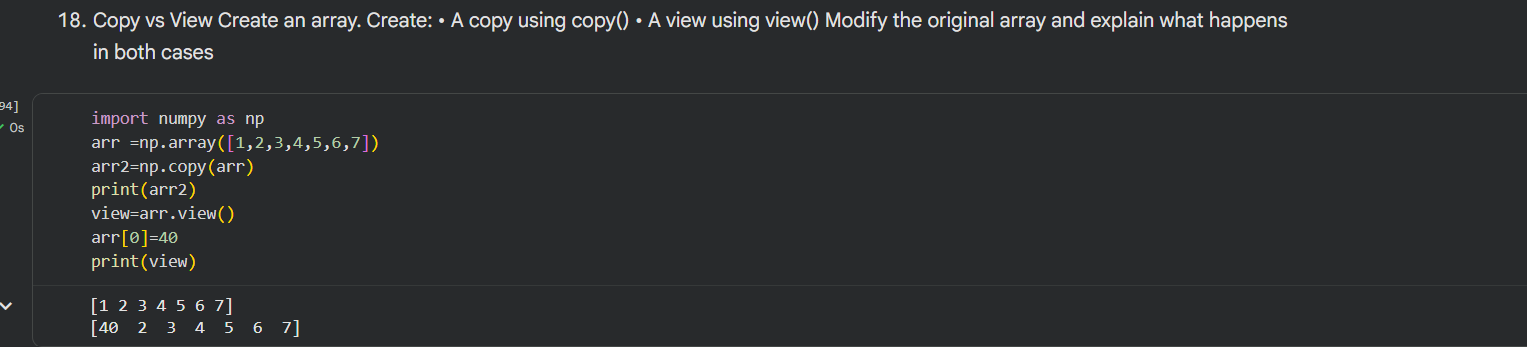 18. Copy vs View Create an array. Create: • A copy using copy() • A view using view() Modify the original array and explain what happens
in both cases
94]
0s
import numpy as np
arr =np.array([1,2,3,4,5,6,7])
arr2=np.copy(arr)
print(arr2)
view=arr.view()
arr[0]=40
print(view)
[1 2 3 4 5 6 7]
[40  2  3  4  5  6  7]